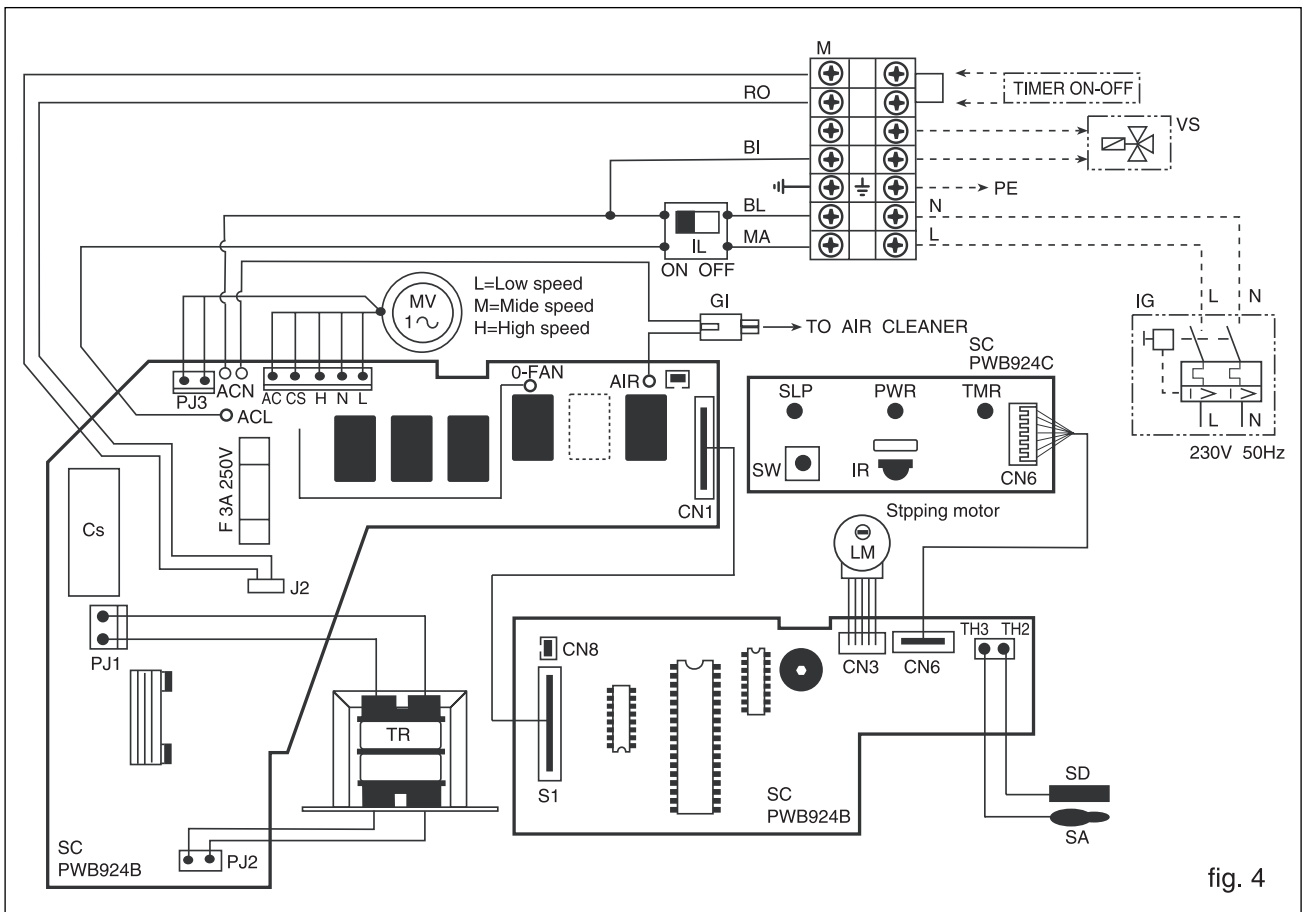 M
RO
TIMER ON-OFF
VS
BI
PE
BL
N
MA
L
IL
ON OFF
L=Low speed
M=Mide speed
H=High speed
MV
1∿
GI
TO AIR CLEANER
IG
L N
L N
230V 50Hz
SC
PWB924C
SLP PWR TMR
SW
IR
CN6
0-FAN
AIR
PJ3
ACN
AC CS H N L
ACL
F 3A 250V
CN1
Cs
J2
PJ1
TR
SC
PWB924B
PJ2
Stpping motor
LM
CN8
CN3
CN6
TH3 TH2
S1
SC
PWB924B
SD
SA
fig. 4